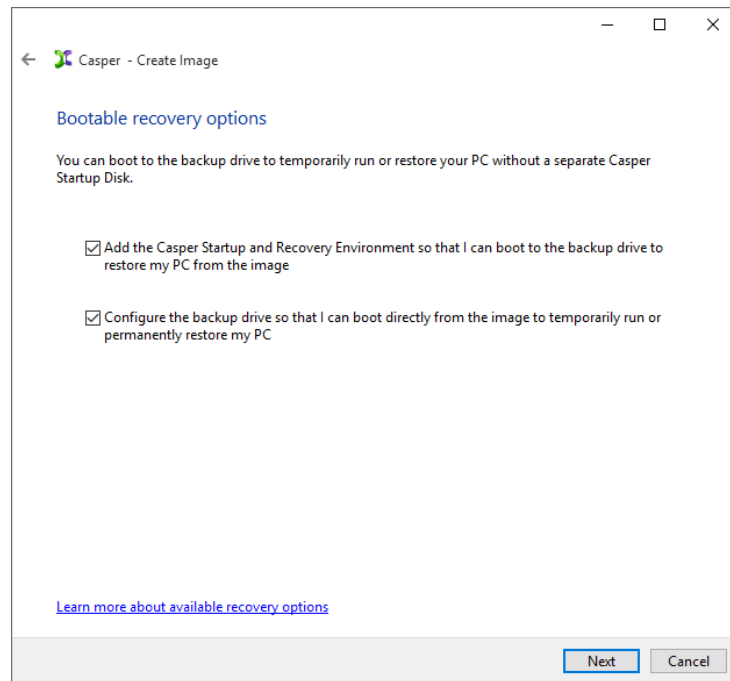 Casper - Create Image
Bootable recovery options
You can boot to the backup drive to temporarily run or restore your PC without a separate Casper
Startup Disk.
Add the Casper Startup and Recovery Environment so that I can boot to the backup drive to
restore my PC from the image
Configure the backup drive so that I can boot directly from the image to temporarily run or
permanently restore my PC
Learn more about available recovery options
Next Cancel